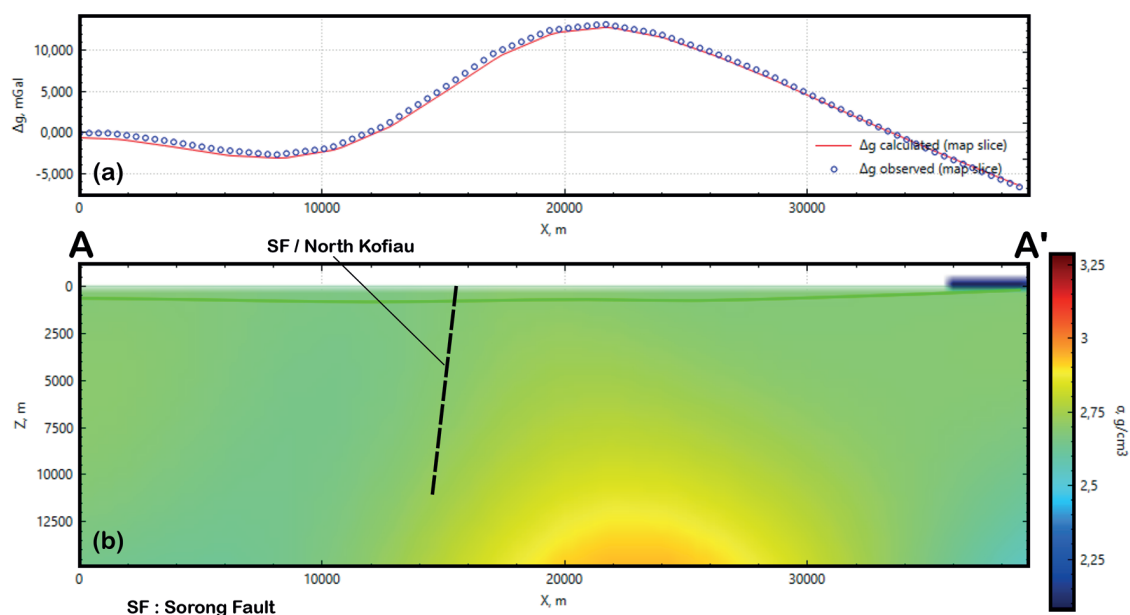 10,000
5,000
0,000
-5,000
Δg, mGal
(a)
Δg calculated (map slice)
Δg observed (map slice)
0
10000
20000
30000
X, m
A
SF / North Kofiau
A'
0
2500
5000
7500
10000
12500
Z, m
(b)
3,25
3
2,75
2,5
2,25
σ, g/cm³
0
10000
20000
30000
X, m
SF : Sorong Fault